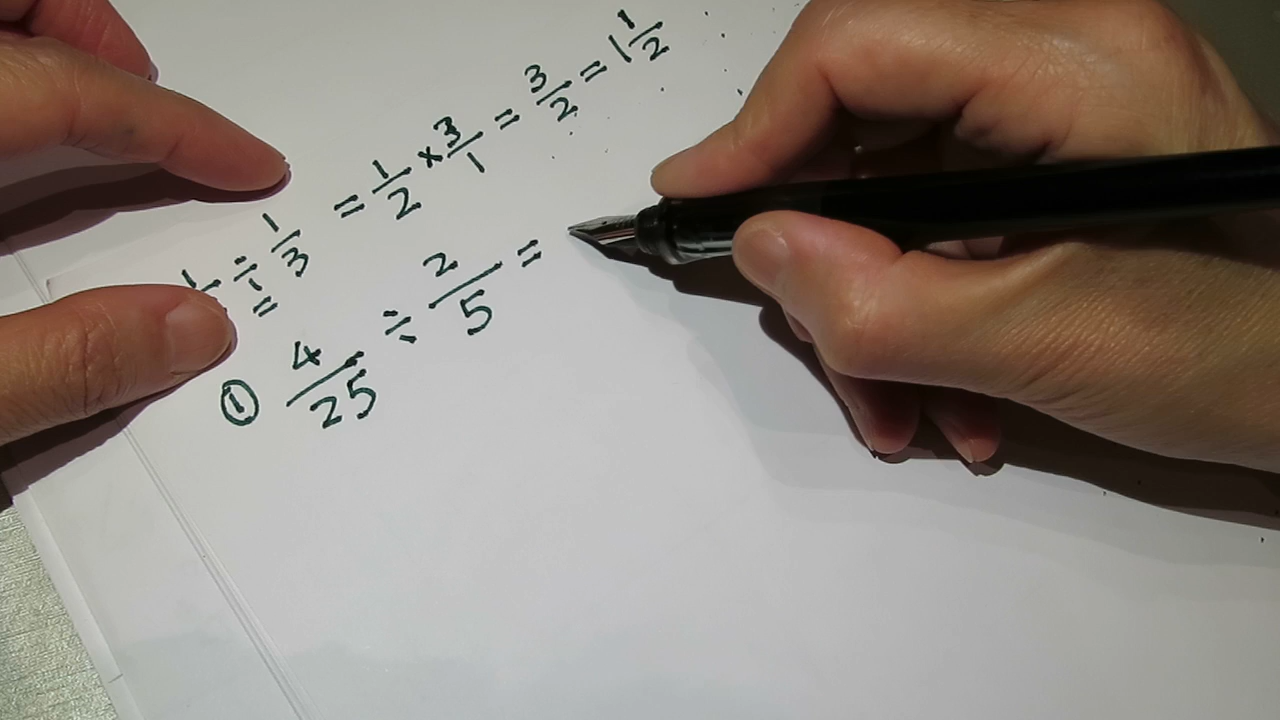 ÷ 1/3 = 1/2 × 3/1 = 3/2 = 1 1/2
① 4/25 ÷ 2/5 =